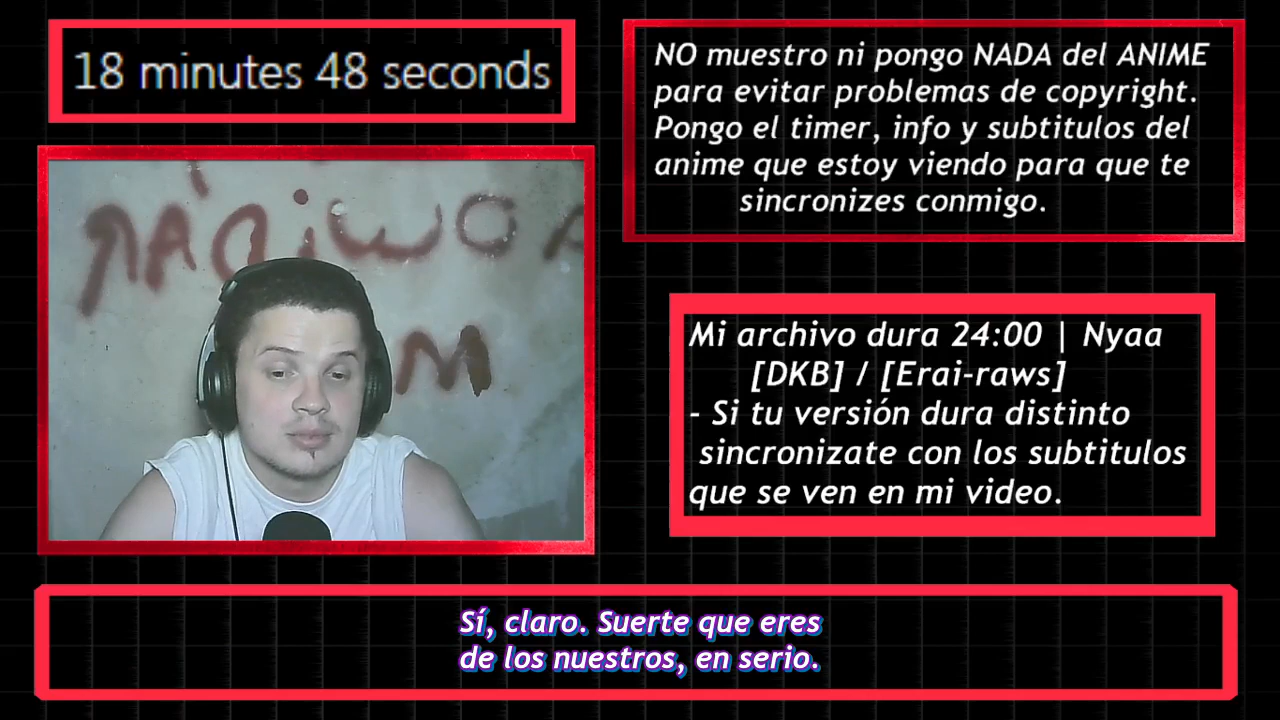 18 minutes 48 seconds
NO muestro ni pongo NADA del ANIME
para evitar problemas de copyright.
Pongo el timer, info y subtitulos del
anime que estoy viendo para que te
sincronizes conmigo.
Mi archivo dura 24:00 | Nyaa
[DKB] / [Erai-raws]
- Si tu versión dura distinto
sincronizate con los subtitulos
que se ven en mi video.
Sí, claro. Suerte que eres
de los nuestros, en serio.